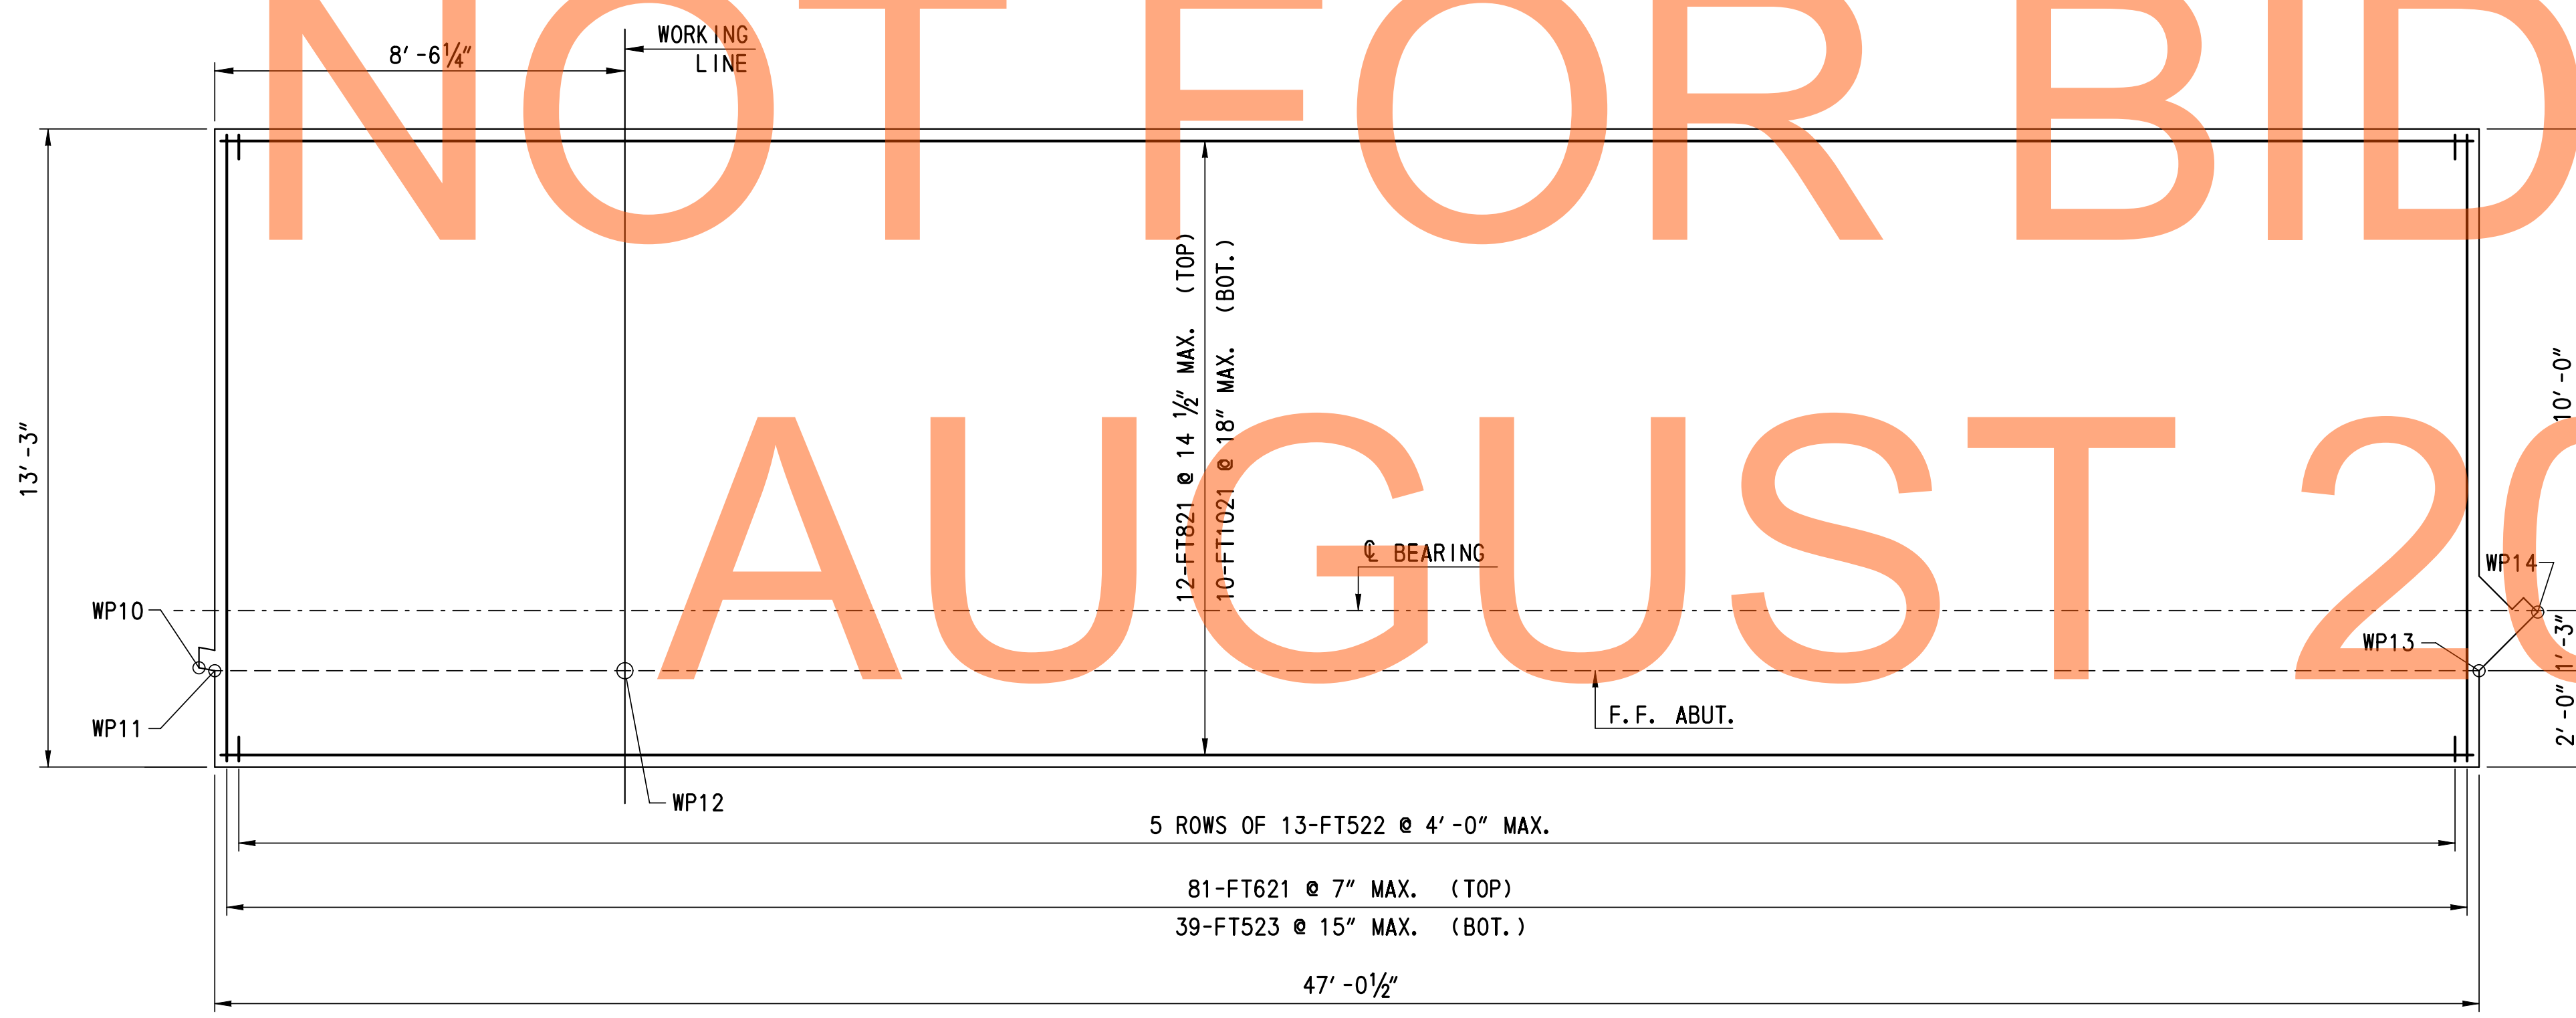 NOT FOR BID
WORKING
LINE
8'-6¼"
13'-3"
12-FT821 @ 14 ½" MAX. (TOP)
10-FT1021 @ 18" MAX. (BOT.)
10'-0"
℄ BEARING
WP14
WP10
1'-3"
WP13
AUGUST 20
F.F. ABUT.
2'-0"
WP11
WP12
5 ROWS OF 13-FT522 @ 4'-0" MAX.
81-FT621 @ 7" MAX. (TOP)
39-FT523 @ 15" MAX. (BOT.)
47'-0½"